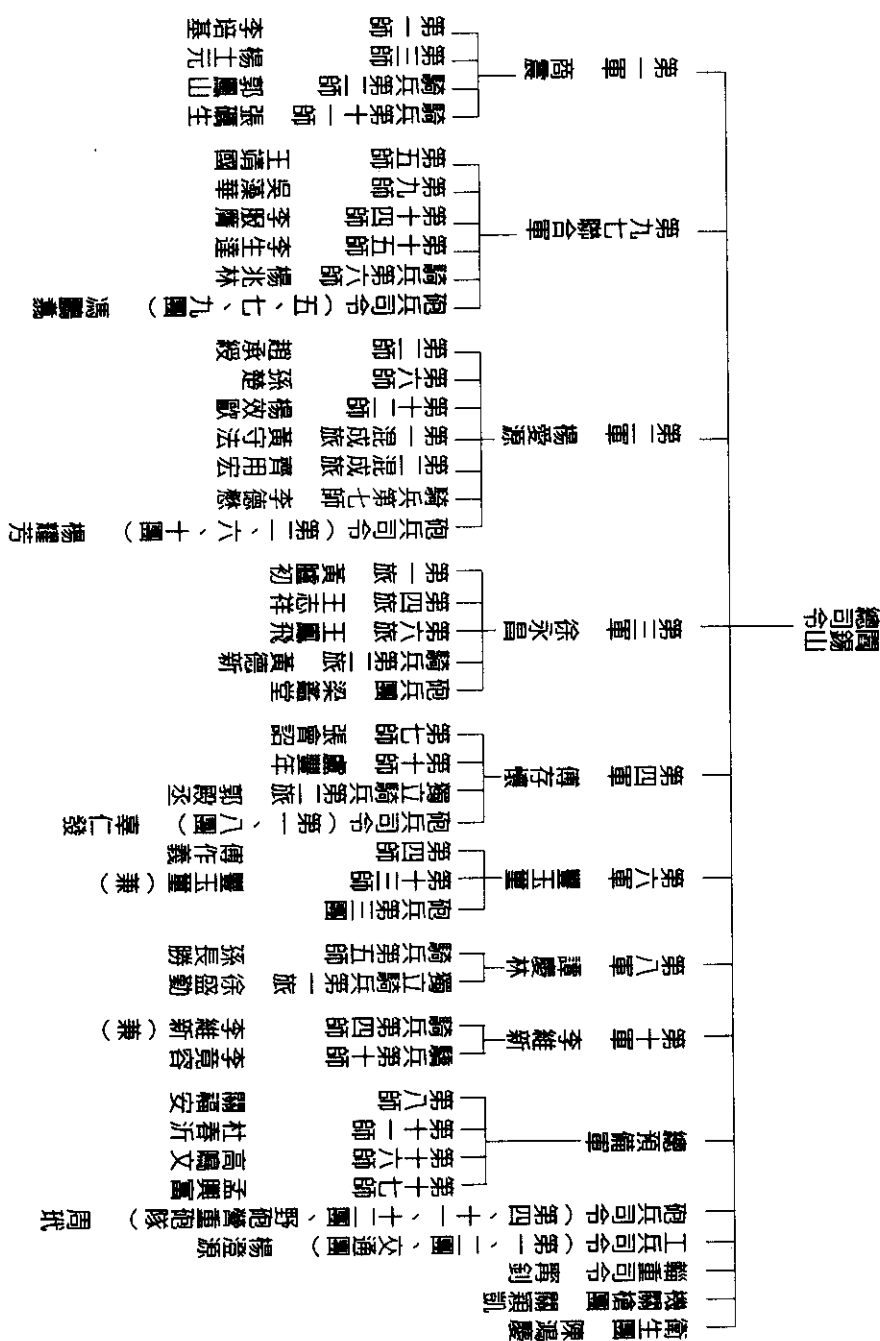 總司令
閻錫山
第一軍 商震
第一師 李培基
第三師 楊士元
騎兵第二師 郭鳳山
騎兵第十一師 張礪生
第九七聯合軍
第五師 王靖國
第九師 吳藻華
第十四師 李服膺
第十五師 李生達
騎兵第六師 楊兆林
砲兵司令（五、七、九團） 馮鵬翥
第二軍 楊愛源
第二師 趙承綬
第六師 孫楚
第十二師 楊效歐
第一混成旅 黃守法
第二混成旅 齊用宏
騎兵第七師 李德懋
砲兵司令（第二、六、十團） 楊耀芳
第三軍 徐永昌
第一旅 黃臚初
第四旅 王志祥
第八旅 王鳳飛
騎兵第二旅 黃德新
砲兵團 梁鑑堂
第四軍 傅存懷
第七師 張會詔
第十師 盧豐年
獨立騎兵第二旅 郭殿丞
砲兵司令（第一、八團） 辜仁發
第六軍 豐玉璽
第四師 傅作義
第十三師 豐玉璽（兼）
砲兵第三團
第八軍 譚慶林
騎兵第五師 孫長勝
獨立騎兵第一旅 徐盛勤
第十軍 李維新
騎兵第四師 李維新（兼）
騎兵第十師 李竟容
總預備軍
第八師 關福安
第十一師 杜春沂
第十六師 高鴻文
第十七師 孟興富
砲兵司令（第四、十一、十二團、野砲營重砲隊） 周玳
工兵司令（第一、二團、交通團） 楊澄源
輜重司令 甯釗
機關槍團 關穎凱
衛生團 陳鴻慶